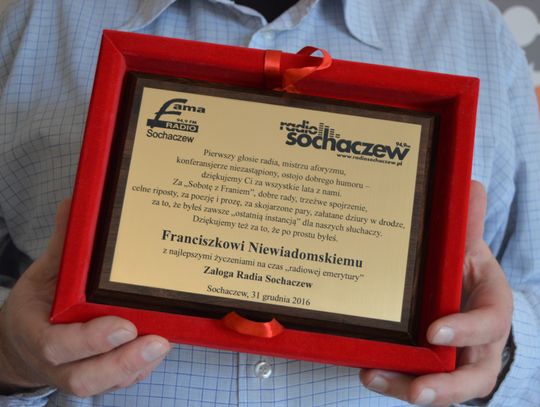 Fama
94,9 FM
RADIO
Sochaczew
radio
SOCHACZEW
94,9FM
www.radiosochaczew.pl
Pierwszy głosie radia, mistrzu aforyzmu,
konferansjerze niezastąpiony, ostojo dobrego humoru –
dziękujemy Ci za wszystkie lata z nami.
Za „Sobotę z Franiem”, dobre rady, trzeźwe spojrzenie,
celne riposty, za poezję i prozę, za skojarzone pary, załatane dziury w drodze,
za to, że byłeś zawsze „ostatnią instancją” dla naszych słuchaczy.
Dziękujemy też za to, że po prostu byłeś.
Franciszkowi Niewiadomskiemu
z najlepszymi życzeniami na czas „radiowej emerytury”
Załoga Radia Sochaczew
Sochaczew, 31 grudnia 2016